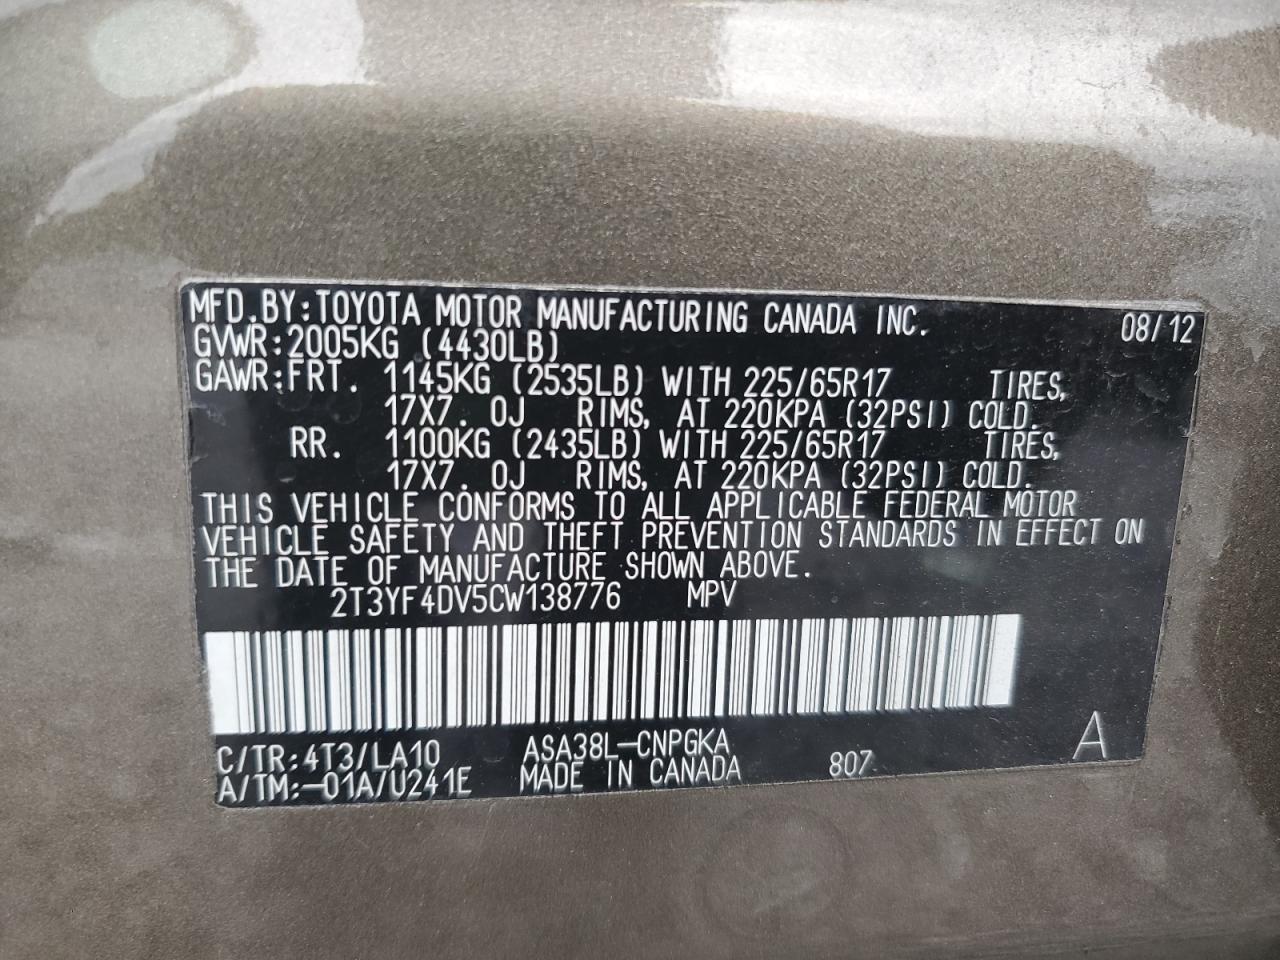 MFD.BY:TOYOTA MOTOR MANUFACTURING CANADA INC. 08/12
GVWR:2005KG (4430LB)
GAWR:FRT. 1145KG (2535LB) WITH 225/65R17 TIRES,
17X7. 0J RIMS, AT 220KPA (32PSI) COLD.
RR. 1100KG (2435LB) WITH 225/65R17 TIRES,
17X7. 0J RIMS, AT 220KPA (32PSI) COLD.
THIS VEHICLE CONFORMS TO ALL APPLICABLE FEDERAL MOTOR
VEHICLE SAFETY AND THEFT PREVENTION STANDARDS IN EFFECT ON
THE DATE OF MANUFACTURE SHOWN ABOVE.
2T3YF4DV5CW138776 MPV
C/TR:4T3/LA10 ASA38L-CNPGKA 807 A
A/TM:-01A/U241E MADE IN CANADA